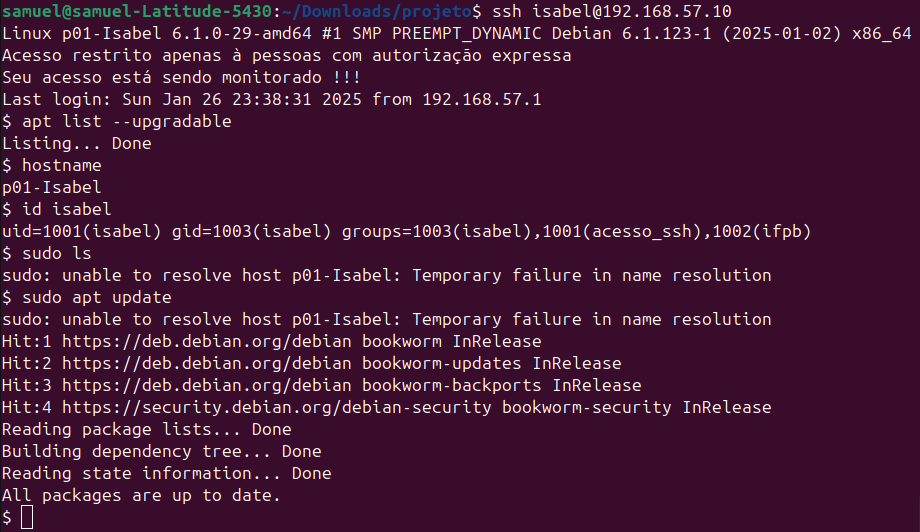 samuel@samuel-Latitude-5430:~/Downloads/projeto$ ssh isabel@192.168.57.10
Linux p01-Isabel 6.1.0-29-amd64 #1 SMP PREEMPT_DYNAMIC Debian 6.1.123-1 (2025-01-02) x86_64
Acesso restrito apenas à pessoas com autorização expressa
Seu acesso está sendo monitorado !!!
Last login: Sun Jan 26 23:38:31 2025 from 192.168.57.1
$ apt list --upgradable
Listing... Done
$ hostname
p01-Isabel
$ id isabel
uid=1001(isabel) gid=1003(isabel) groups=1003(isabel),1001(acesso_ssh),1002(ifpb)
$ sudo ls
sudo: unable to resolve host p01-Isabel: Temporary failure in name resolution
$ sudo apt update
sudo: unable to resolve host p01-Isabel: Temporary failure in name resolution
Hit:1 https://deb.debian.org/debian bookworm InRelease
Hit:2 https://deb.debian.org/debian bookworm-updates InRelease
Hit:3 https://deb.debian.org/debian bookworm-backports InRelease
Hit:4 https://security.debian.org/debian-security bookworm-security InRelease
Reading package lists... Done
Building dependency tree... Done
Reading state information... Done
All packages are up to date.
$